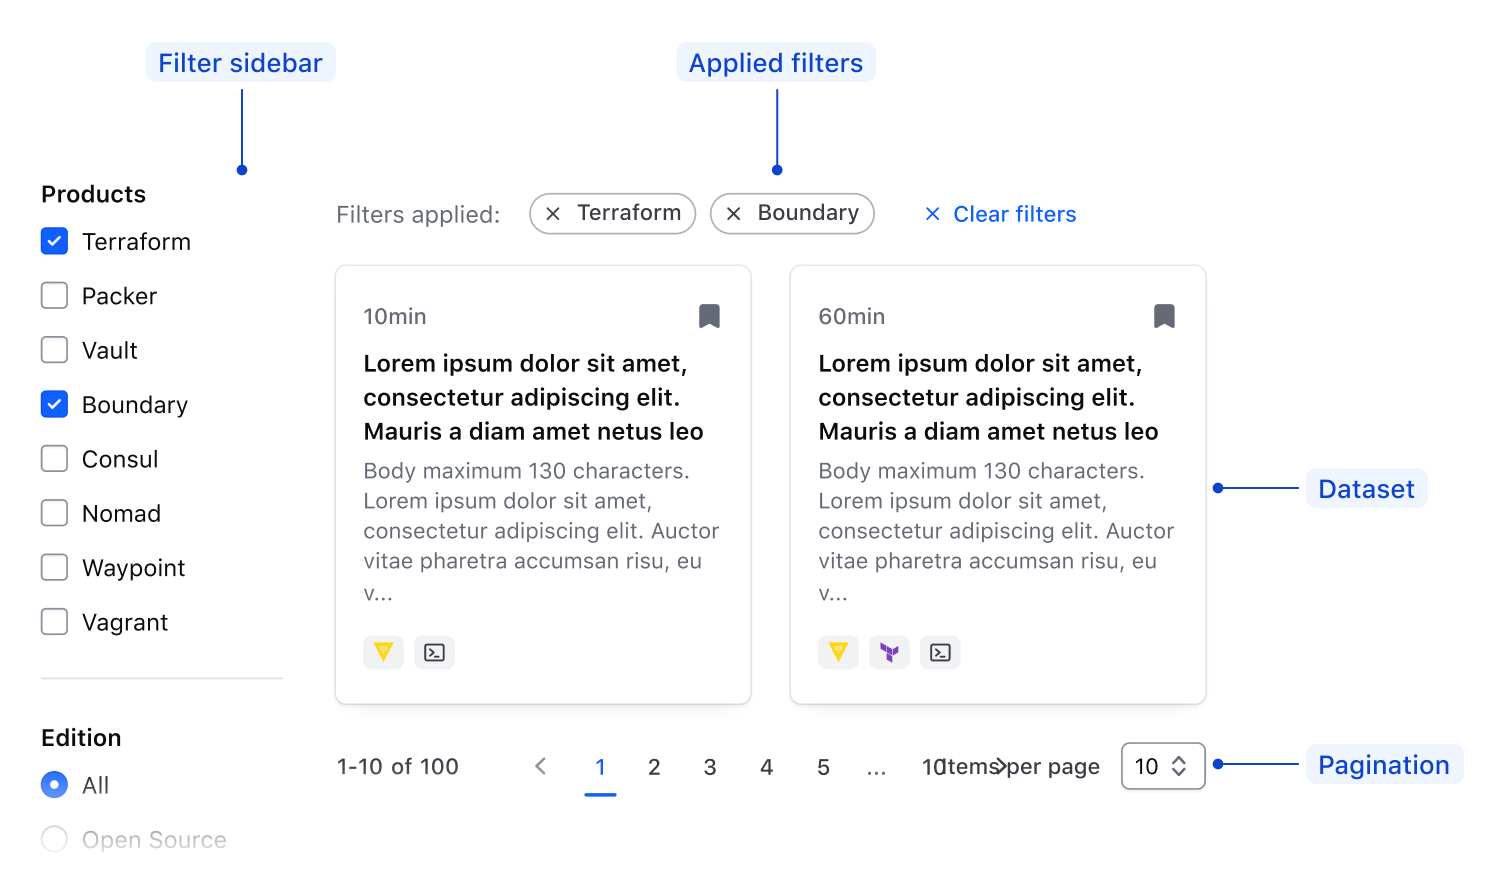 Filter sidebar
Applied filters
Products
Terraform
Packer
Vault
Boundary
Consul
Nomad
Waypoint
Vagrant
Edition
All
Open Source
Filters applied:
Terraform
Boundary
Clear filters
10min
Lorem ipsum dolor sit amet,
consectetur adipiscing elit.
Mauris a diam amet netus leo
Body maximum 130 characters.
Lorem ipsum dolor sit amet,
consectetur adipiscing elit. Auctor
vitae pharetra accumsan risu, eu
v...
60min
Lorem ipsum dolor sit amet,
consectetur adipiscing elit.
Mauris a diam amet netus leo
Body maximum 130 characters.
Lorem ipsum dolor sit amet,
consectetur adipiscing elit. Auctor
vitae pharetra accumsan risu, eu
v...
Dataset
1-10 of 100
1 2 3 4 5 ... 10
Items per page
10
Pagination